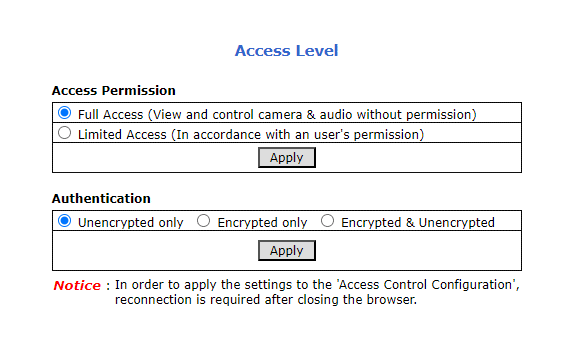 Access Level
Access Permission
Full Access (View and control camera & audio without permission)
Limited Access (In accordance with an user's permission)
Apply
Authentication
Unencrypted only Encrypted only Encrypted & Unencrypted
Apply
Notice : In order to apply the settings to the 'Access Control Configuration',
reconnection is required after closing the browser.